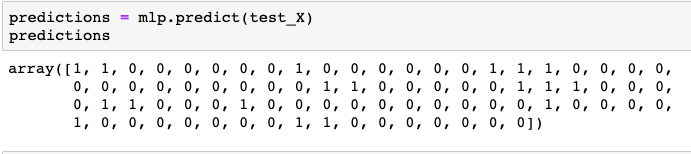 predictions = mlp.predict(test_X)
predictions
array([1, 1, 0, 0, 0, 0, 0, 0, 1, 0, 0, 0, 0, 0, 0, 1, 1, 1, 0, 0, 0, 0,
0, 0, 0, 0, 0, 0, 0, 0, 0, 1, 1, 0, 0, 0, 0, 0, 1, 1, 1, 0, 0, 0,
0, 1, 1, 0, 0, 0, 1, 0, 0, 0, 0, 0, 0, 0, 0, 0, 0, 1, 0, 0, 0, 0,
1, 0, 0, 0, 0, 0, 0, 0, 1, 1, 0, 0, 0, 0, 0, 0, 0])